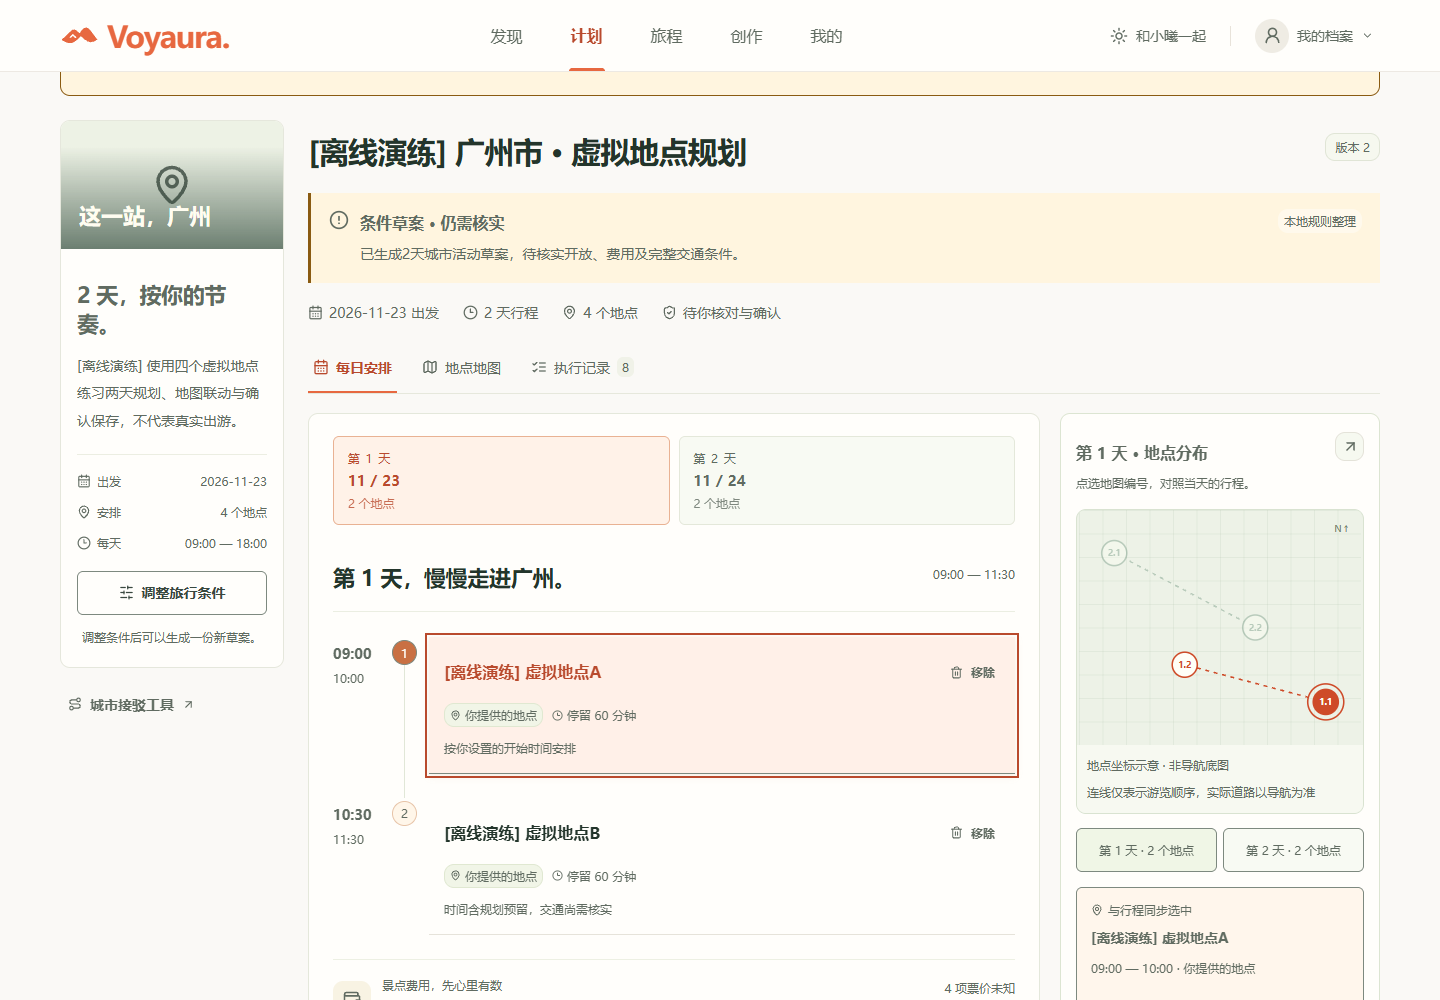 Voyaura.
发现
计划
旅程
创作
我的
和小曦一起
我的档案
这一站，广州
2 天，按你的节
奏。
[离线演练] 使用四个虚拟地点
练习两天规划、地图联动与确
认保存，不代表真实出游。
出发 2026-11-23
安排 4 个地点
每天 09:00 — 18:00
调整旅行条件
调整条件后可以生成一份新草案。
城市接驳工具
[离线演练] 广州市 • 虚拟地点规划
版本 2
条件草案 • 仍需核实
本地规则整理
已生成2天城市活动草案，待核实开放、费用及完整交通条件。
2026-11-23 出发
2 天行程
4 个地点
待你核对与确认
每日安排
地点地图
执行记录 8
第 1 天
11 / 23
2 个地点
第 2 天
11 / 24
2 个地点
第 1 天，慢慢走进广州。
09:00 — 11:30
09:00
10:00
1
[离线演练] 虚拟地点A
移除
你提供的地点
停留 60 分钟
按你设置的开始时间安排
10:30
11:30
2
[离线演练] 虚拟地点B
移除
你提供的地点
停留 60 分钟
时间含规划预留，交通尚需核实
景点费用，先心里有数
4 项票价未知
第 1 天 • 地点分布
点选地图编号，对照当天的行程。
N↑
2.1
2.2
1.2
1.1
地点坐标示意 · 非导航底图
连线仅表示游览顺序，实际道路以导航为准
第 1 天 · 2 个地点
第 2 天 · 2 个地点
与行程同步选中
[离线演练] 虚拟地点A
09:00 — 10:00 · 你提供的地点